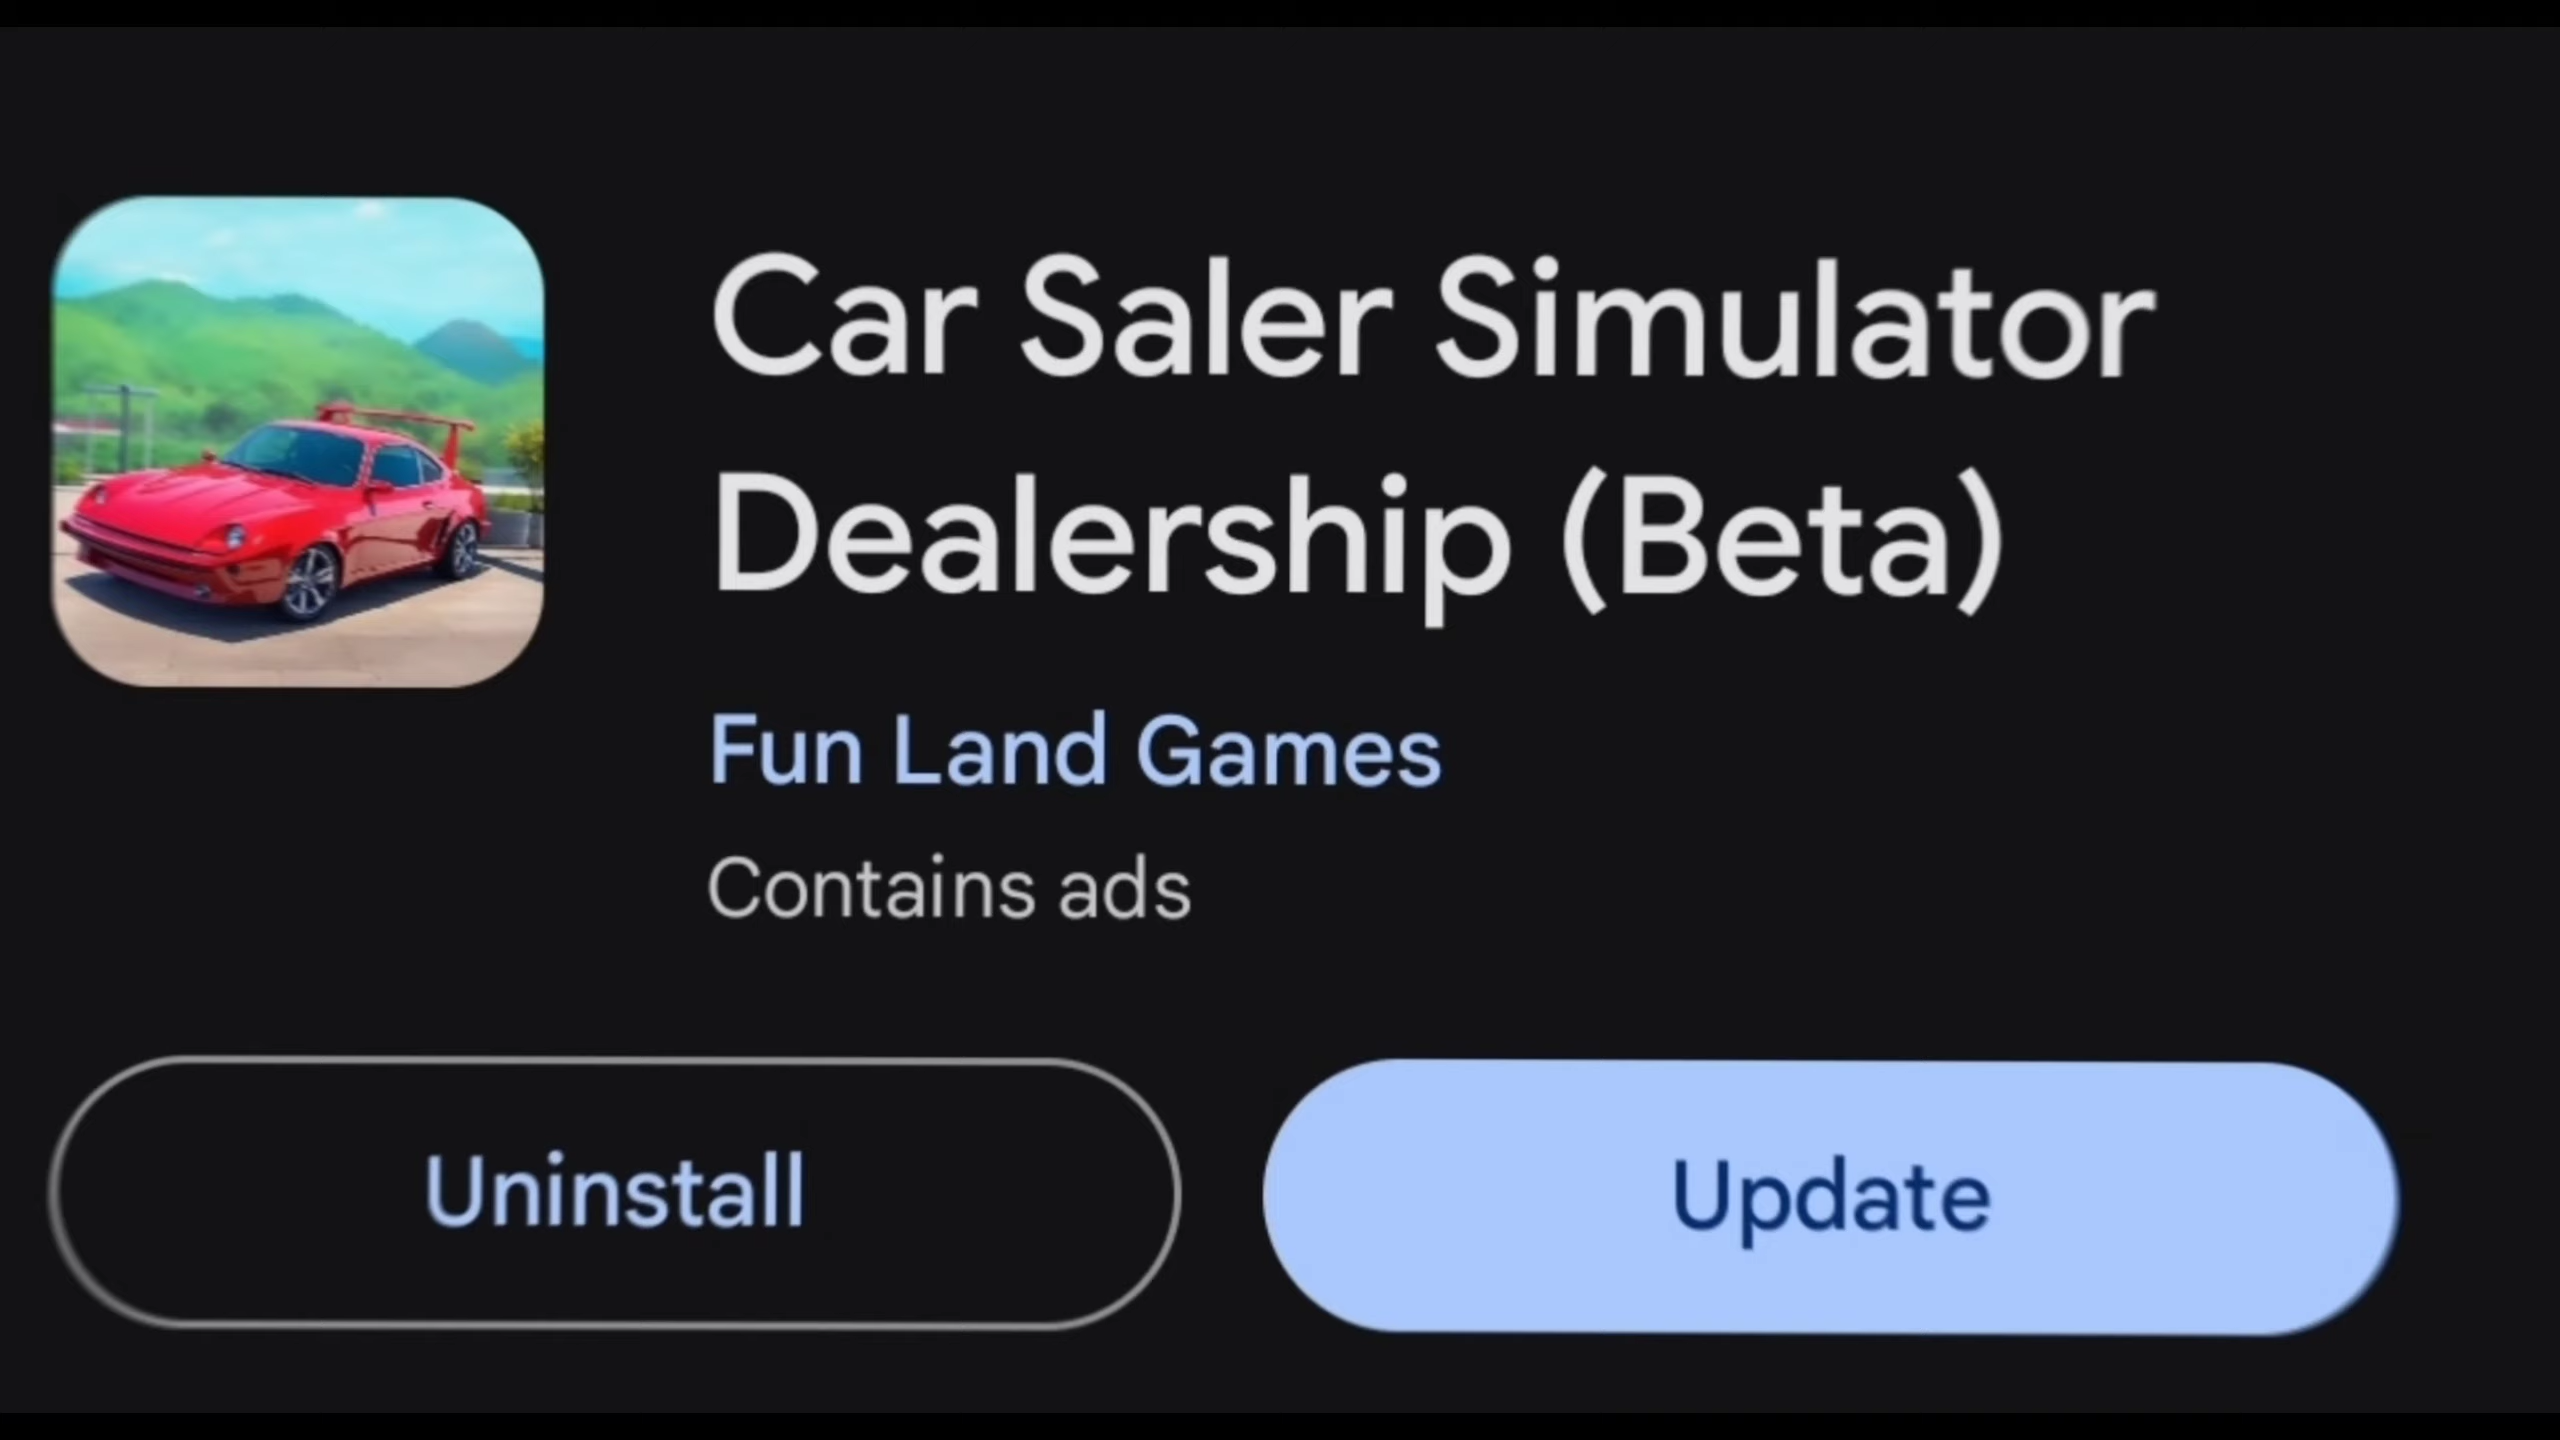 Car Saler Simulator
Dealership (Beta)
Fun Land Games
Contains ads
Uninstall
Update